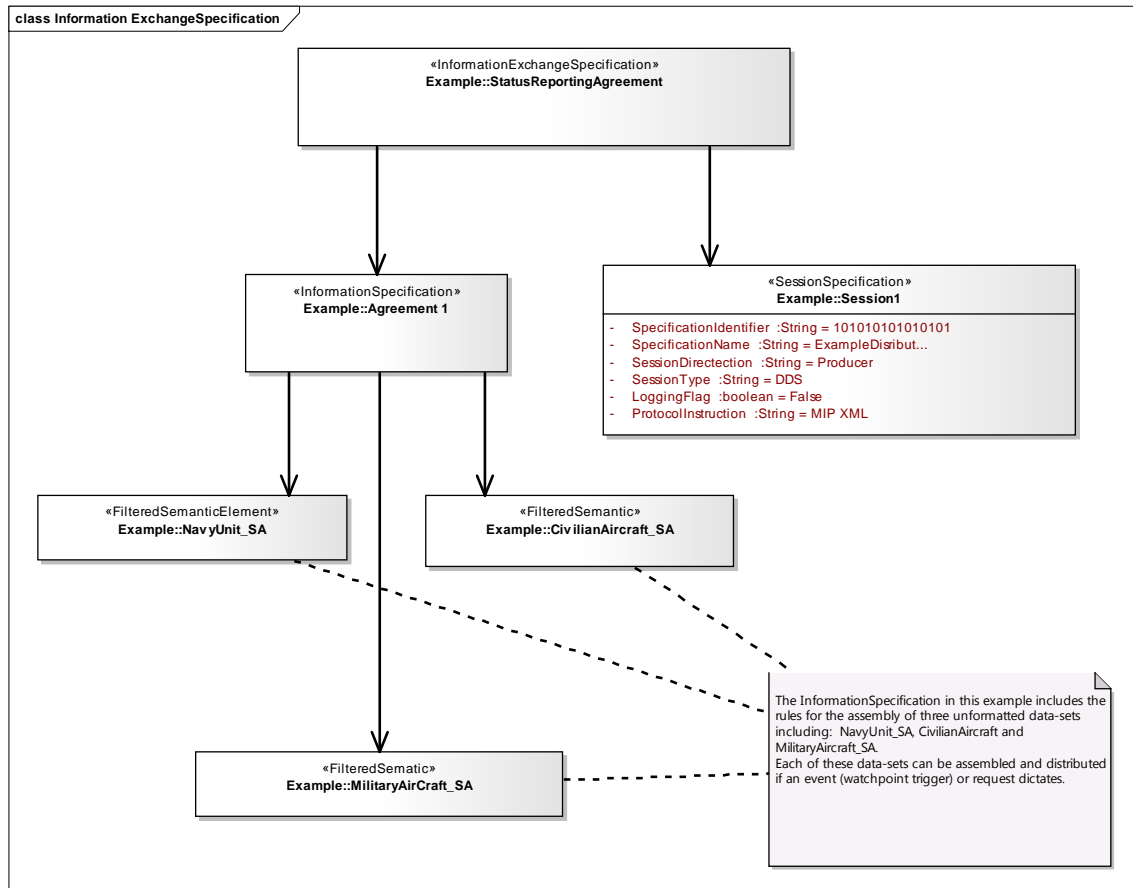 class Information ExchangeSpecification
«InformationExchangeSpecification»
Example::StatusReportingAgreement
«InformationSpecification»
Example::Agreement 1
«SessionSpecification»
Example::Session1
- SpecificationIdentifier :String = 101010101010101
- SpecificationName :String = ExampleDisribut...
- SessionDirectection :String = Producer
- SessionType :String = DDS
- LoggingFlag :boolean = False
- ProtocolInstruction :String = MIP XML
«FilteredSemanticElement»
Example::NavyUnit_SA
«FilteredSemantic»
Example::CivilianAircraft_SA
«FilteredSematic»
Example::MilitaryAirCraft_SA
The InformationSpecification in this example includes the
rules for the assembly of three unformatted data-sets
including: NavyUnit_SA, CivilianAircraft and
MilitaryAircraft_SA.
Each of these data-sets can be assembled and distributed
if an event (watchpoint trigger) or request dictates.